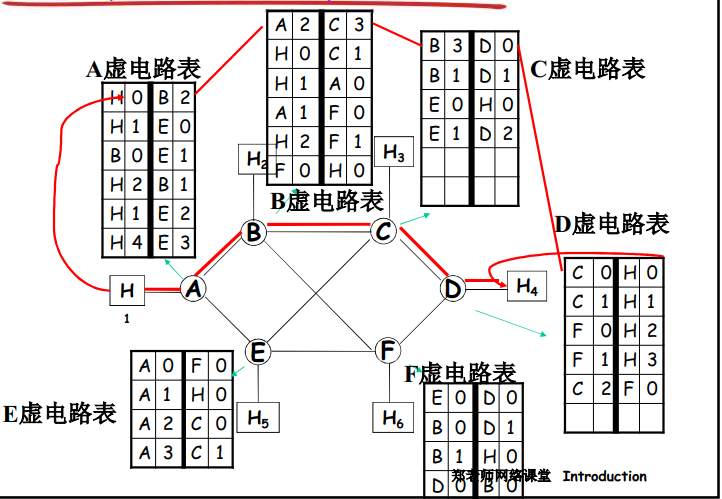 A虚电路表
H 0 B 2
H 1 E 0
B 0 E 1
H 2 B 1
H 1 E 2
H 4 E 3
A 2 C 3
H 0 C 1
H 1 A 0
A 1 F 0
H 2 F 1
F 0 H 0
B虚电路表
B 3 D 0
B 1 D 1
E 0 H 0
E 1 D 2
C虚电路表
D虚电路表
C 0 H 0
C 1 H 1
F 0 H 2
F 1 H 3
C 2 F 0
H2
H3
B
C
H
1
A
D
H4
E
F
E虚电路表
A 0 F 0
A 1 H 0
A 2 C 0
A 3 C 1
H5
H6
F虚电路表
E 0 D 0
B 0 D 1
B 1 H 0
D 0 B 0
郑老师网络课堂 Introduction